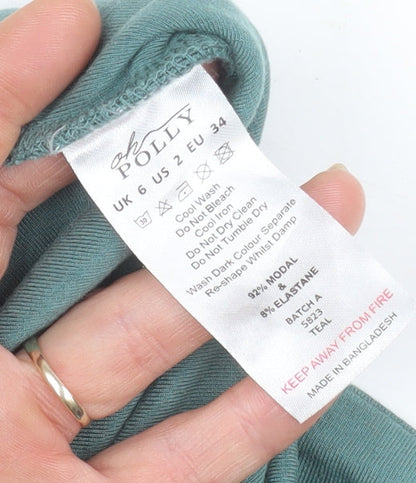 oh
POLLY
UK 6 US 2 EU 34
30
Cool Wash
Do Not Bleach
Cool Iron
Do Not Dry Clean
Do Not Tumble Dry
Wash Dark Colour Separate
Re-shape Whilst Damp
92% MODAL
&
8% ELASTANE
BATCH A
5823
TEAL
KEEP AWAY FROM FIRE
MADE IN BANGLADESH